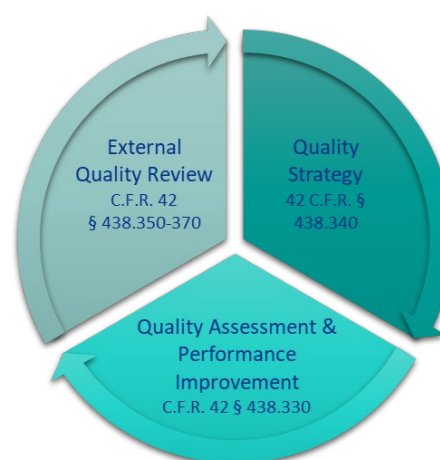 External
Quality Review
C.F.R. 42
§ 438.350-370
Quality
Strategy
42 C.F.R. §
438.340
Quality Assessment &
Performance
Improvement
C.F.R. 42 § 438.330